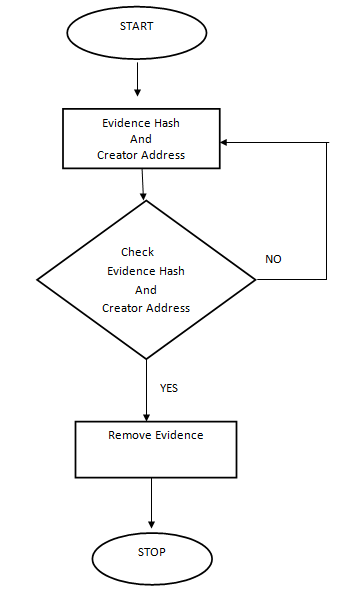 START
Evidence Hash
And
Creator Address
Check
Evidence Hash
And
Creator Address
NO
YES
Remove Evidence
STOP